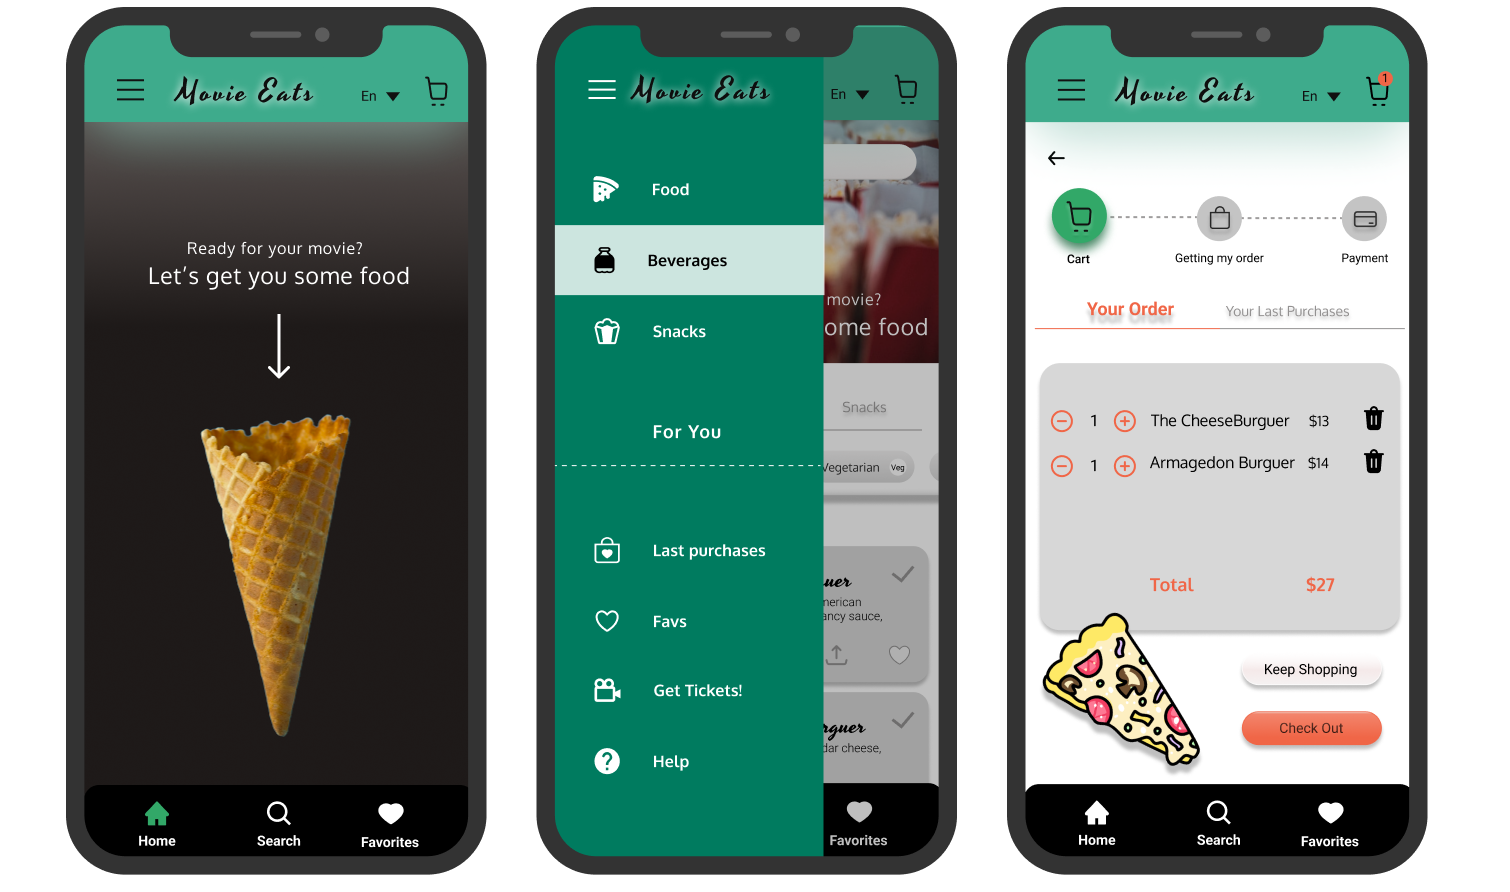 Movie Eats
En
Ready for your movie?
Let's get you some food
Home
Search
Favorites
Movie Eats
En
Food
Beverages
Snacks
For You
Last purchases
Favs
Get Tickets!
Help
movie?
ome food
Snacks
Vegetarian Veg
uer
nerican
ancy sauce,
rguer
dar cheese,
Favorites
Movie Eats
En
1
Cart
Getting my order
Payment
Your Order
Your Last Purchases
1 The CheeseBurguer $13
1 Armagedon Burguer $14
Total $27
Keep Shopping
Check Out
Home
Search
Favorites